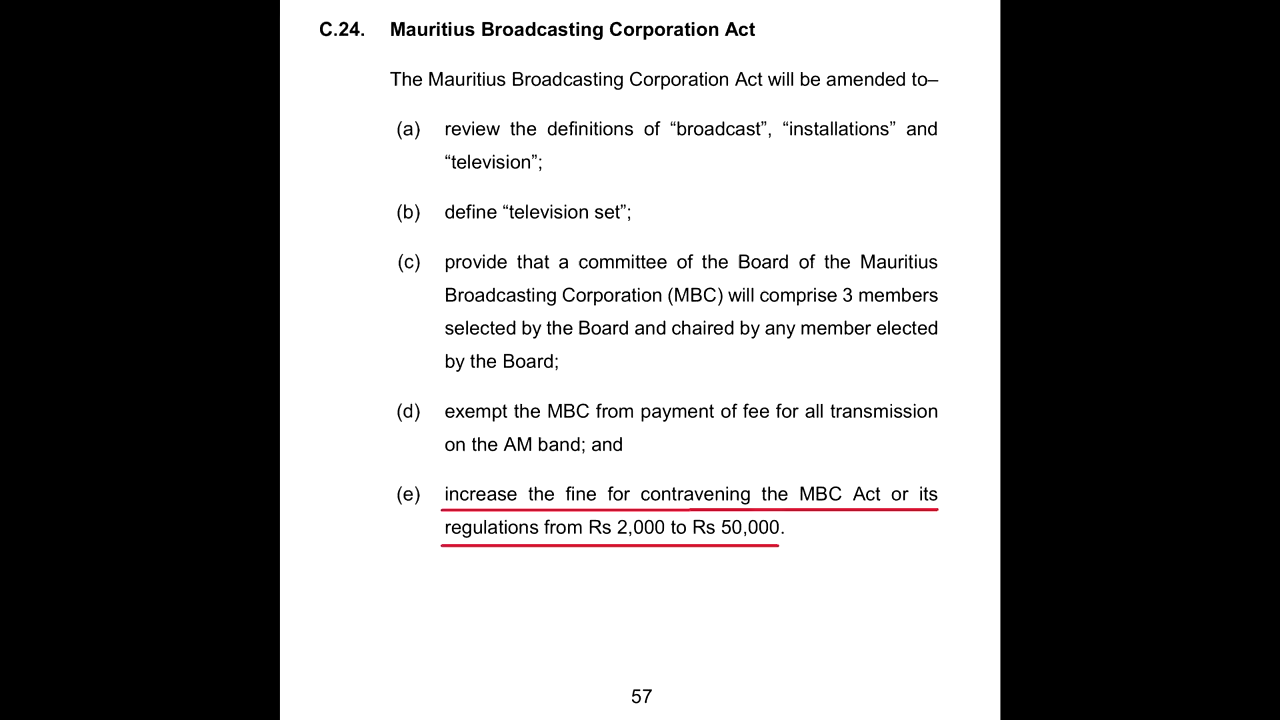 C.24. Mauritius Broadcasting Corporation Act
The Mauritius Broadcasting Corporation Act will be amended to–
(a) review the definitions of “broadcast”, “installations” and
“television”;
(b) define “television set”;
(c) provide that a committee of the Board of the Mauritius
Broadcasting Corporation (MBC) will comprise 3 members
selected by the Board and chaired by any member elected
by the Board;
(d) exempt the MBC from payment of fee for all transmission
on the AM band; and
(e) increase the fine for contravening the MBC Act or its
regulations from Rs 2,000 to Rs 50,000.
57